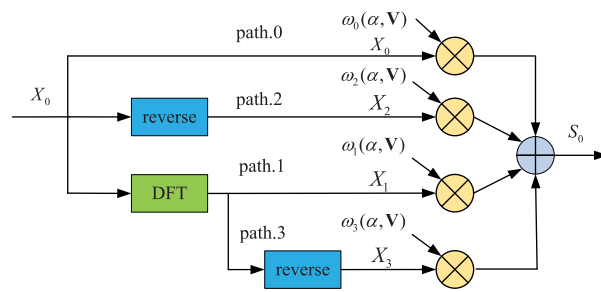 ω₀(α,V)
path.0
X₀
X₀
ω₂(α,V)
path.2
X₂
reverse
S₀
ω₁(α,V)
path.1
X₁
DFT
ω₃(α,V)
path.3
X₃
reverse